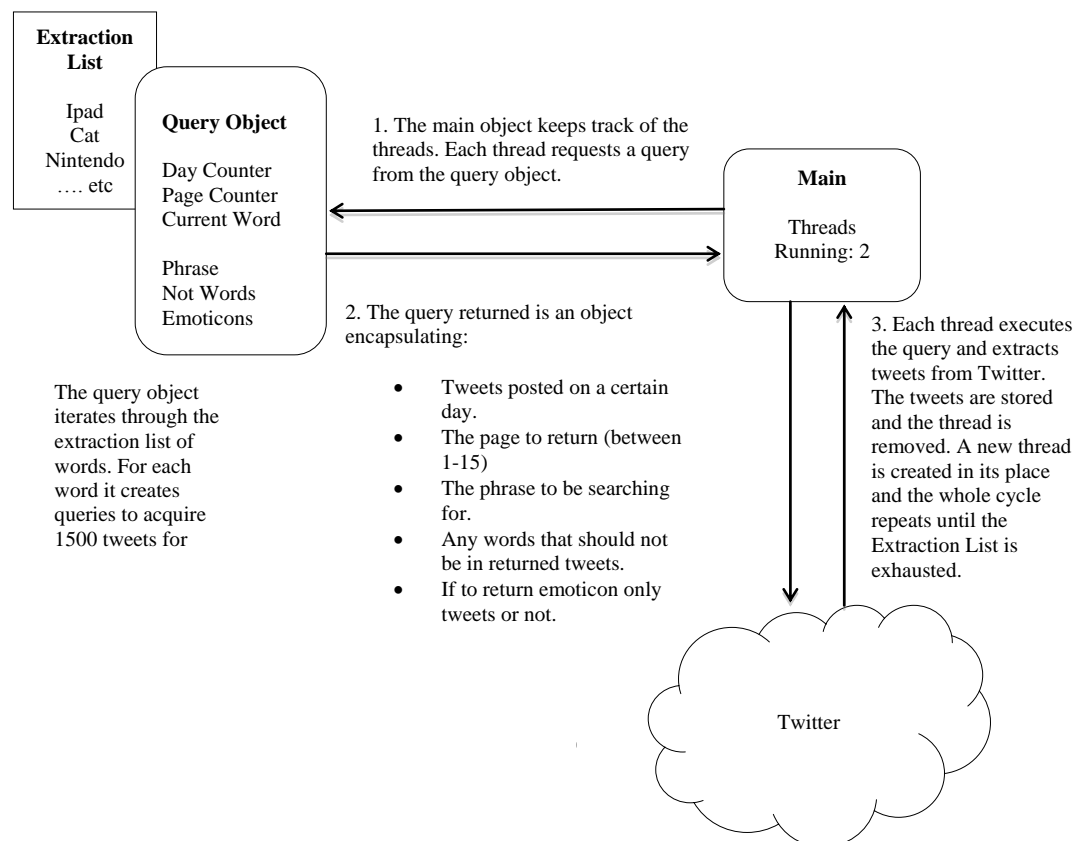 Extraction
List
Ipad
Cat
Nintendo
…. etc
Query Object
Day Counter
Page Counter
Current Word
Phrase
Not Words
Emoticons
The query object
iterates through the
extraction list of
words. For each
word it creates
queries to acquire
1500 tweets for
1. The main object keeps track of the
threads. Each thread requests a query
from the query object.
Main
Threads
Running: 2
2. The query returned is an object
encapsulating:
• Tweets posted on a certain
day.
• The page to return (between
1-15)
• The phrase to be searching
for.
• Any words that should not
be in returned tweets.
• If to return emoticon only
tweets or not.
3. Each thread executes
the query and extracts
tweets from Twitter.
The tweets are stored
and the thread is
removed. A new thread
is created in its place
and the whole cycle
repeats until the
Extraction List is
exhausted.
Twitter